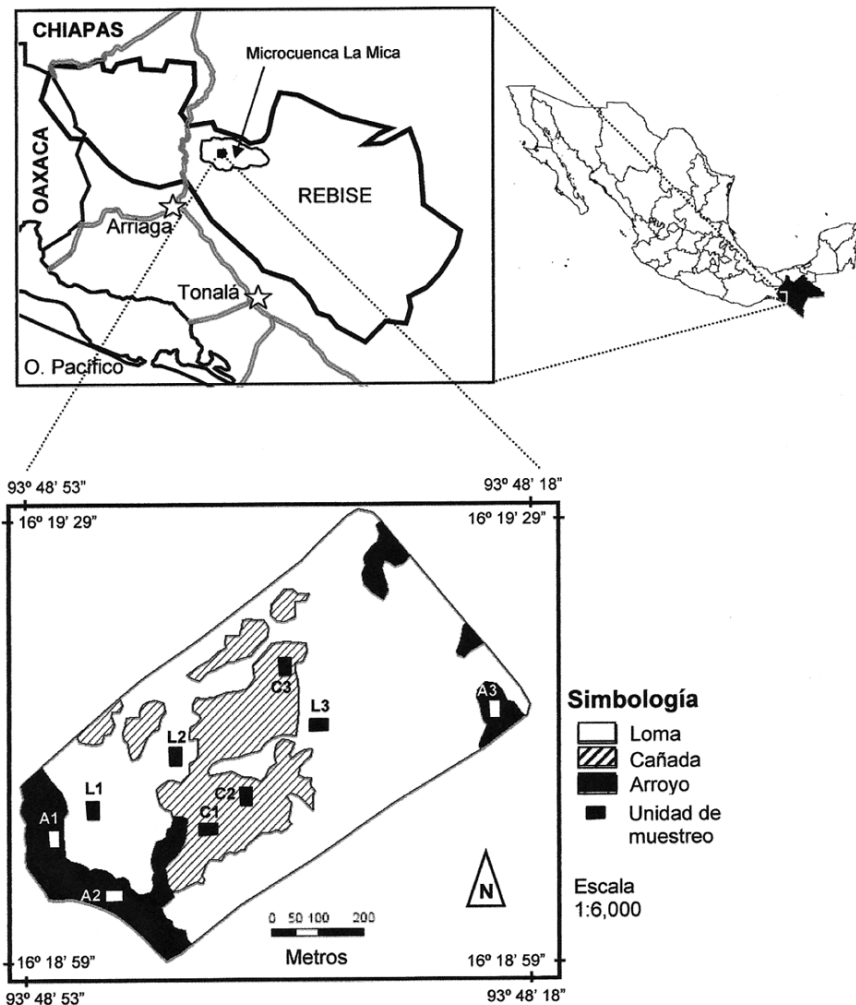 CHIAPAS
Microcuenca La Mica
OAXACA
REBISE
Arriaga
Tonalá
O. Pacífico
93º 48’ 53”
93º 48’ 18”
16º 19’ 29”
16º 19’ 29”
C3
A3
L3
L2
L1
C2
C1
A1
A2
N
0 50 100 200
Metros
16º 18’ 59”
16º 18’ 59”
93º 48’ 53”
93º 48’ 18”
Simbología
Loma
Cañada
Arroyo
Unidad de
muestreo
Escala
1:6,000